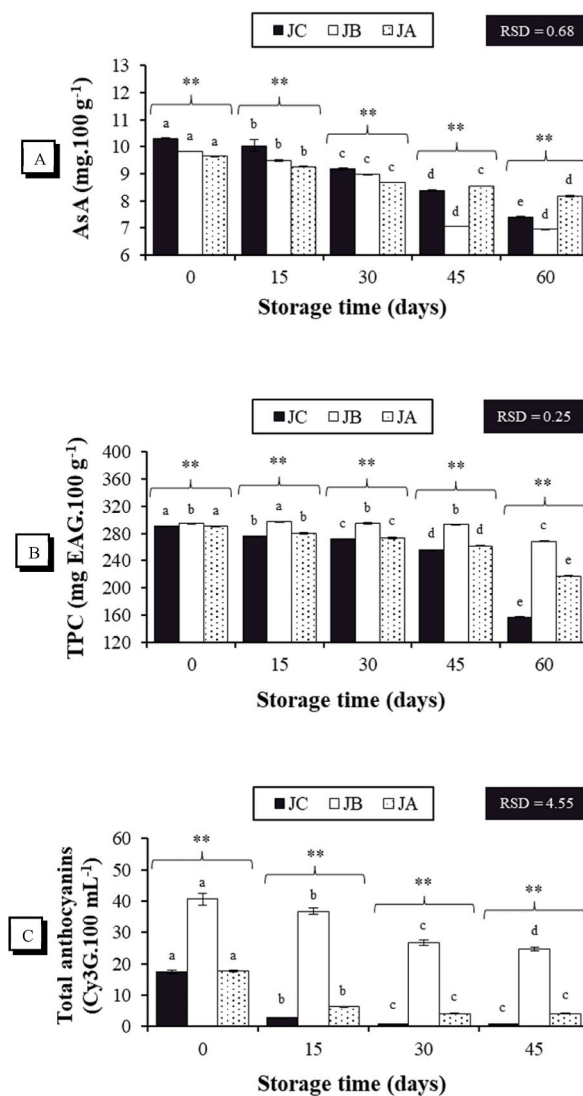 JC JB JA
RSD = 0.68
13
12
11
10
9
8
7
6
AsA (mg.100 g-1)
A
** ** ** ** **
a a a b b b c c c d d c e d d
0 15 30 45 60
Storage time (days)
JC JB JA
RSD = 0.25
400
360
320
280
240
200
160
120
TPC (mg EAG.100 g-1)
B
** ** ** ** **
a b a b a b c b c d b d e c e
0 15 30 45 60
Storage time (days)
JC JB JA
RSD = 4.55
60
50
40
30
20
10
0
Total anthocyanins
(Cy3G.100 mL-1)
C
** ** ** **
a a a b b b c c c c d c
0 15 30 45
Storage time (days)